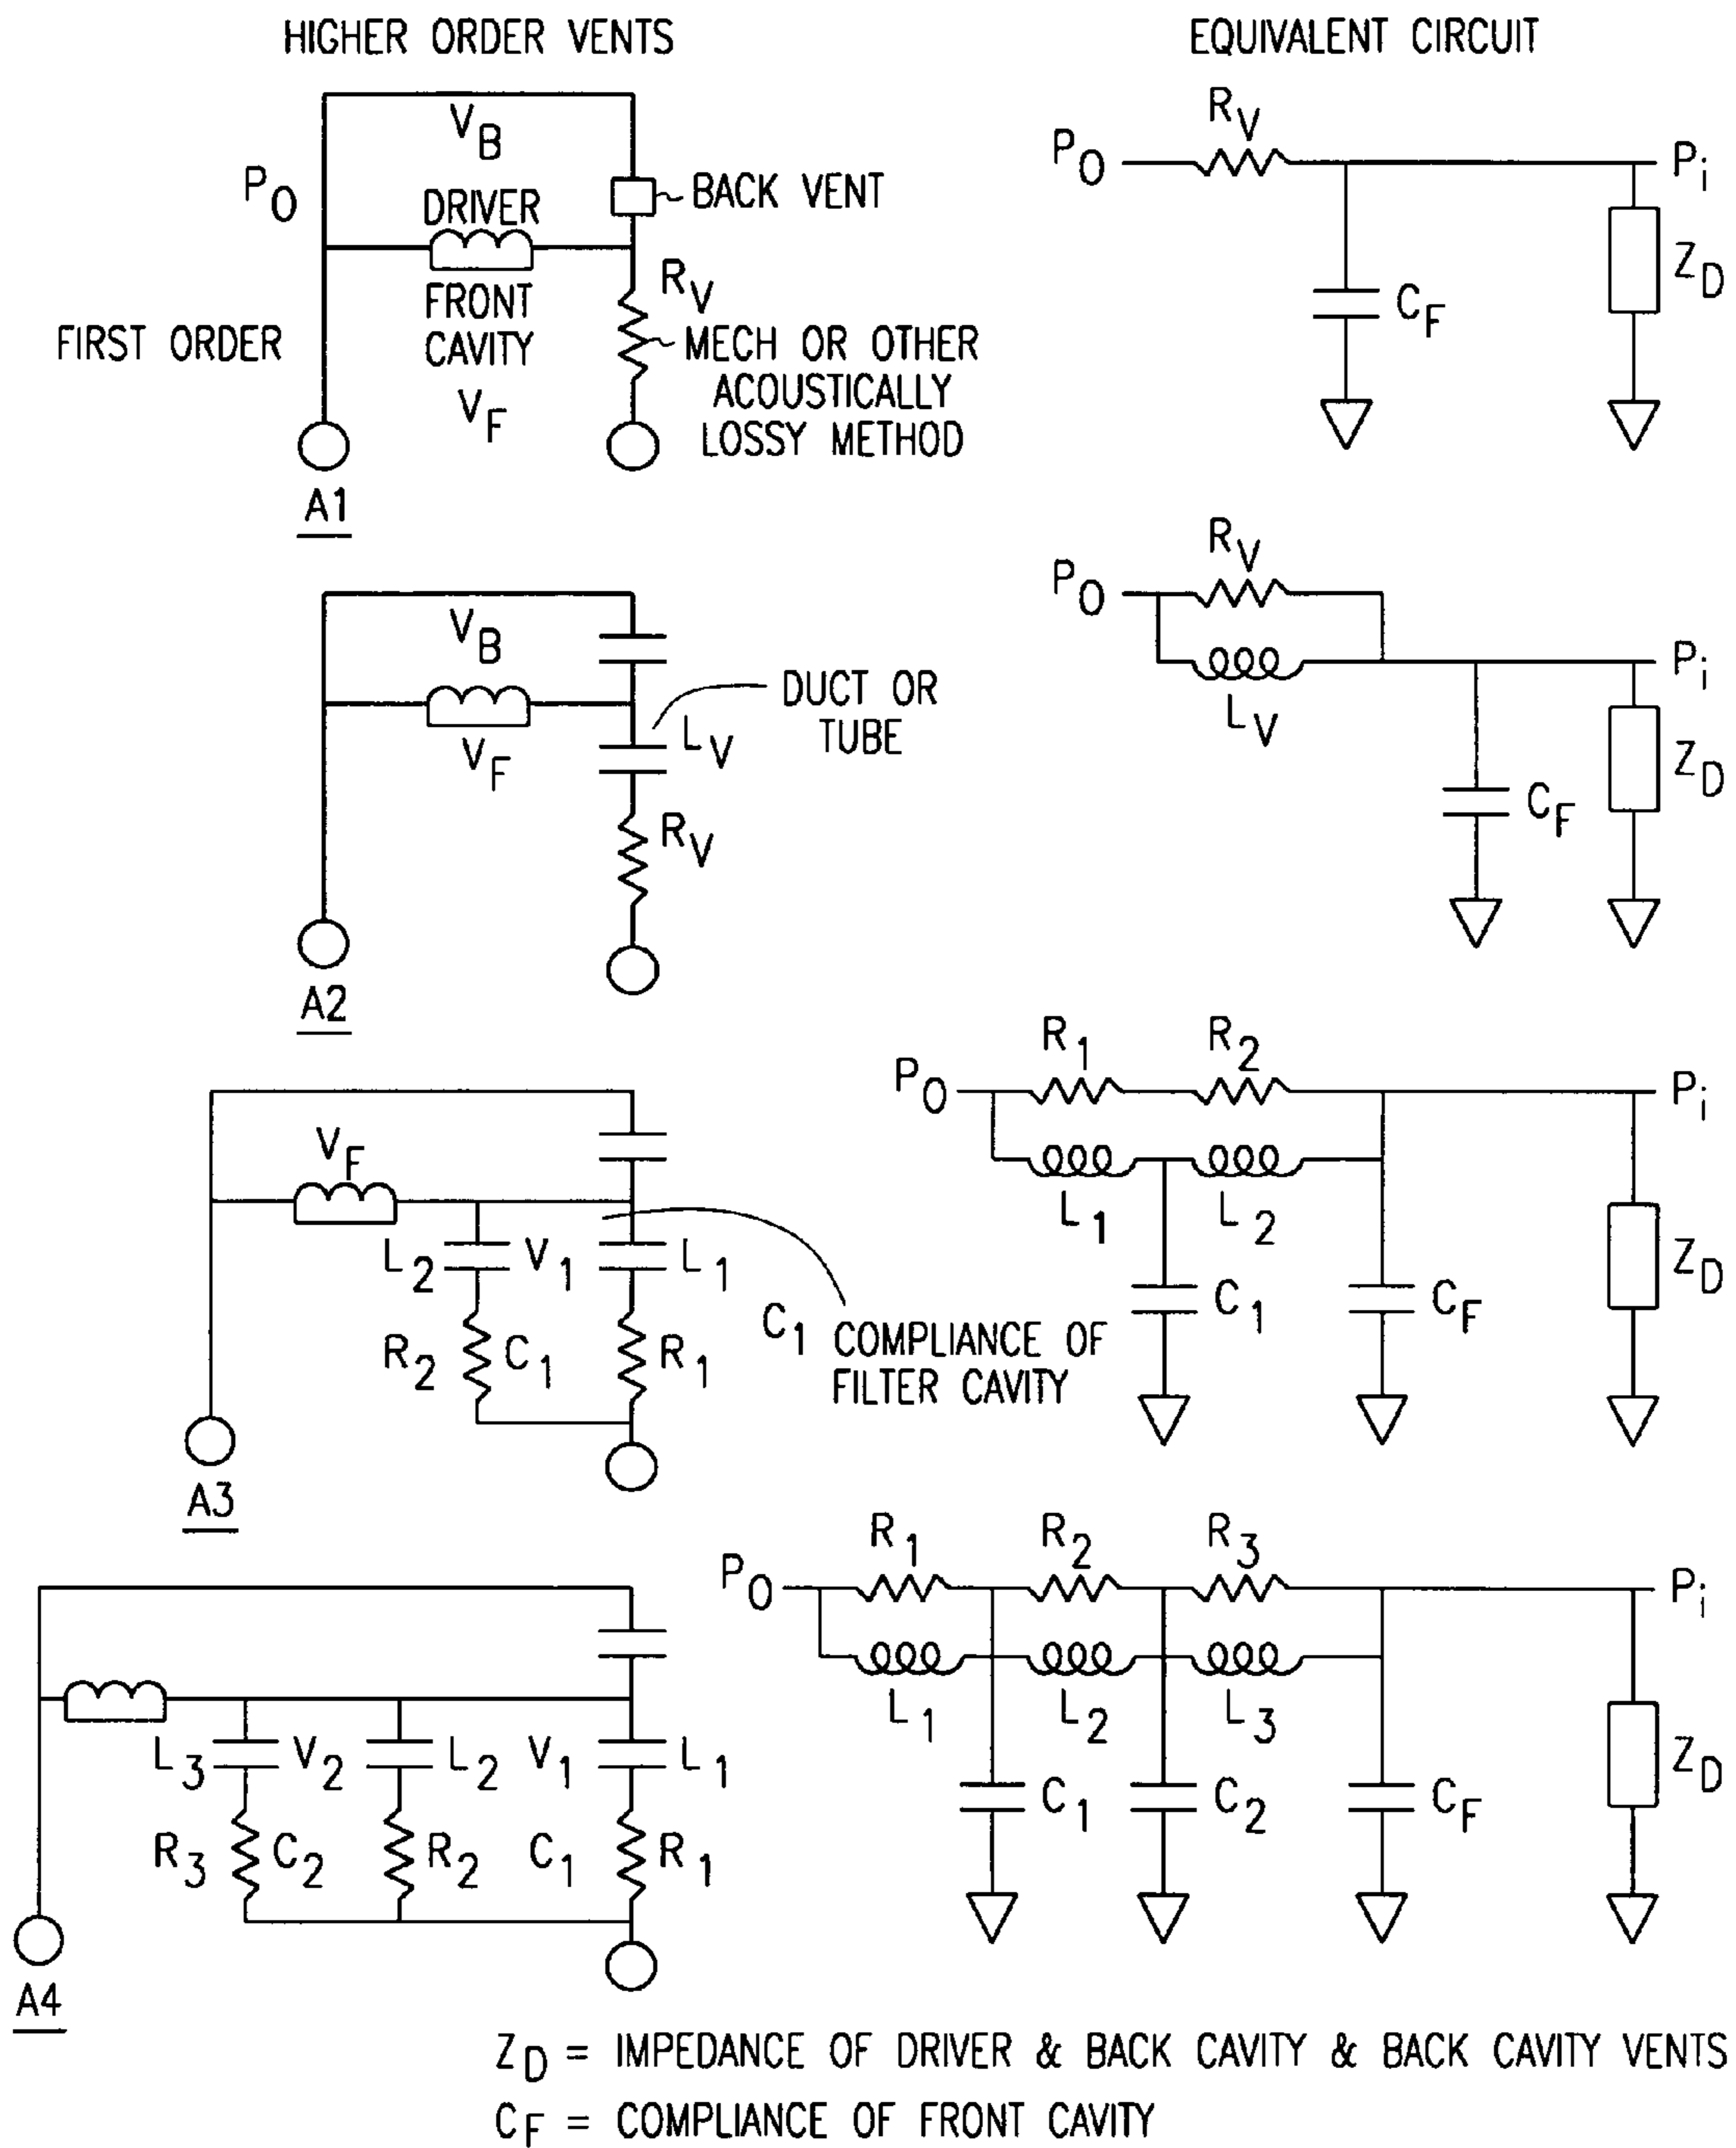 HIGHER ORDER VENTS
EQUIVALENT CIRCUIT
V_B
P_O
DRIVER
BACK VENT
FRONT
CAVITY
V_F
R_V
MECH OR OTHER
ACOUSTICALLY
LOSSY METHOD
FIRST ORDER
A1
P_O
R_V
P_i
C_F
Z_D
V_B
V_F
DUCT OR
TUBE
L_V
R_V
A2
P_O
R_V
L_V
P_i
C_F
Z_D
V_F
L_2
V_1
L_1
R_2
C_1
R_1
C_1 COMPLIANCE OF
FILTER CAVITY
A3
P_O
R_1
R_2
P_i
L_1
L_2
C_1
C_F
Z_D
L_3
V_2
L_2
V_1
L_1
R_3
C_2
R_2
C_1
R_1
A4
P_O
R_1
R_2
R_3
P_i
L_1
L_2
L_3
C_1
C_2
C_F
Z_D
Z_D = IMPEDANCE OF DRIVER & BACK CAVITY & BACK CAVITY VENTS
C_F = COMPLIANCE OF FRONT CAVITY